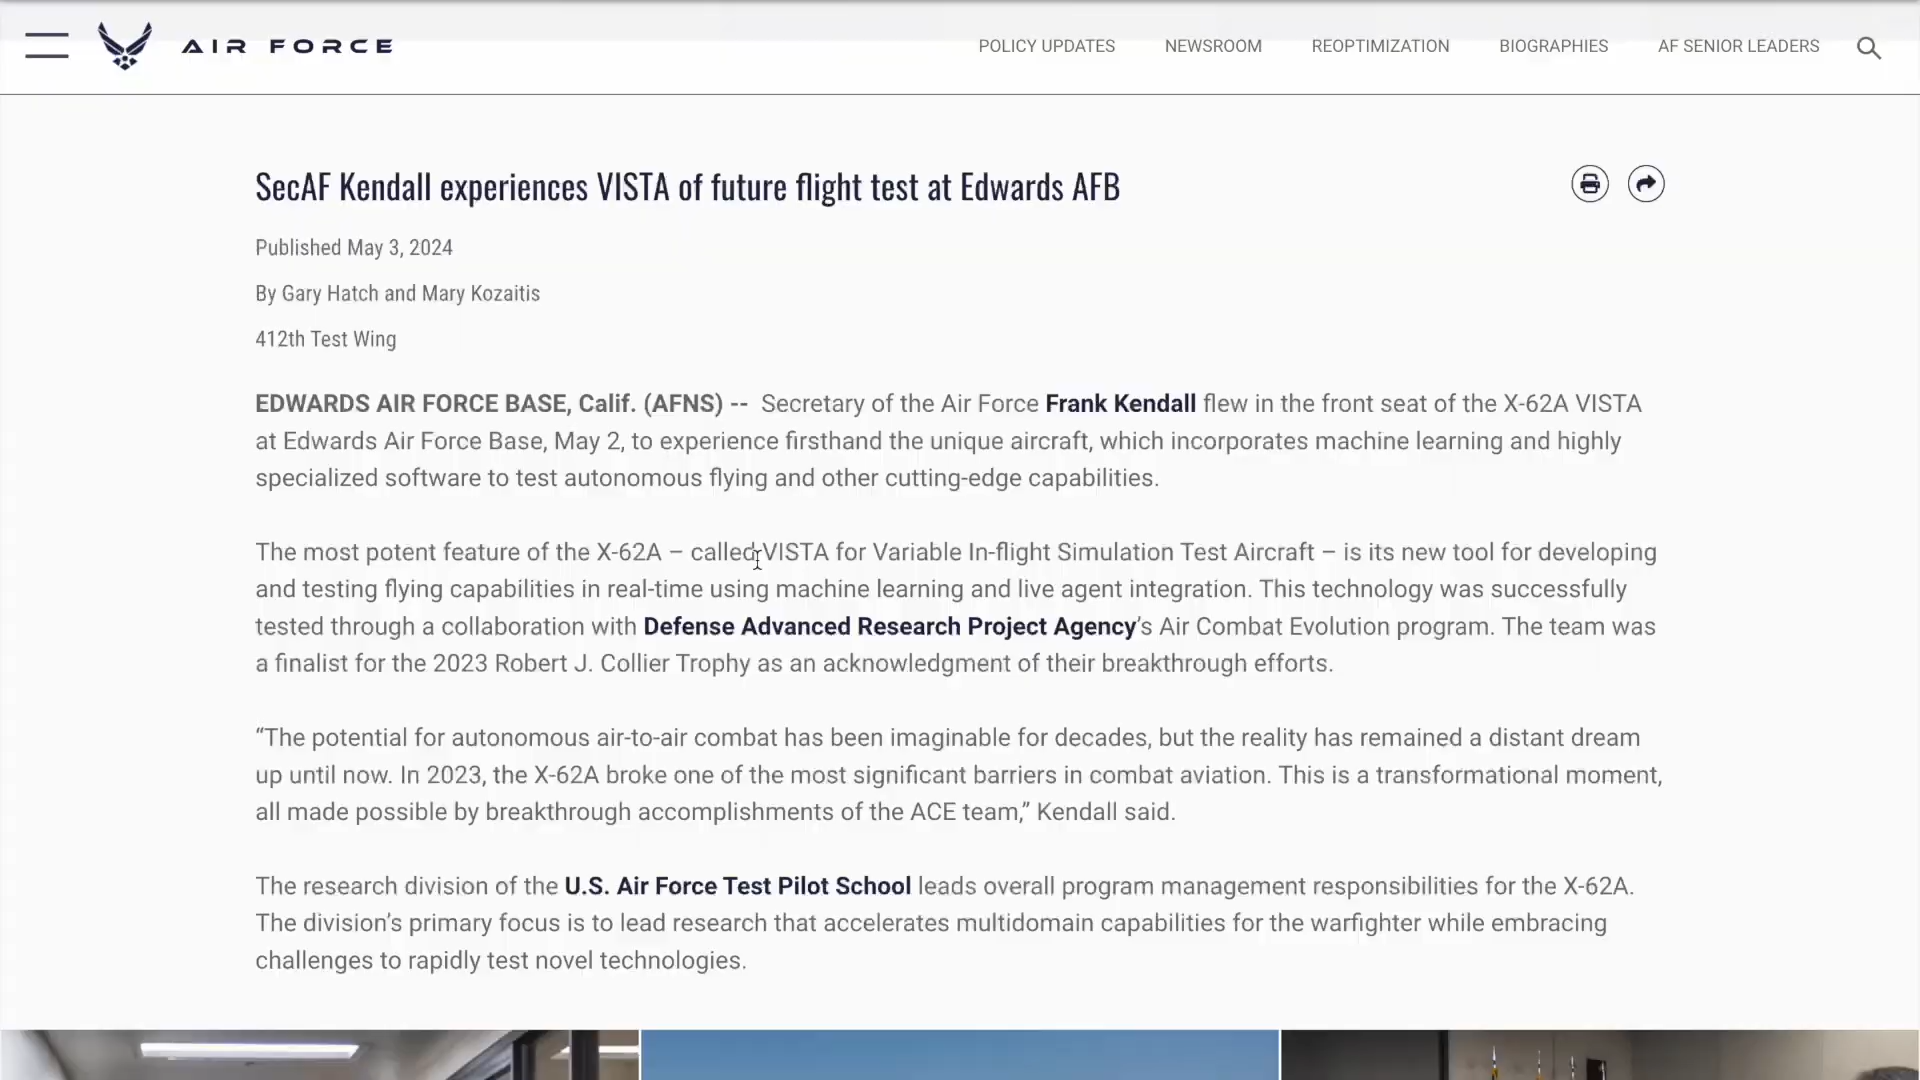 AIR FORCE
POLICY UPDATES NEWSROOM REOPTIMIZATION BIOGRAPHIES AF SENIOR LEADERS
SecAF Kendall experiences VISTA of future flight test at Edwards AFB
Published May 3, 2024
By Gary Hatch and Mary Kozaitis
412th Test Wing
EDWARDS AIR FORCE BASE, Calif. (AFNS) -- Secretary of the Air Force Frank Kendall flew in the front seat of the X-62A VISTA
at Edwards Air Force Base, May 2, to experience firsthand the unique aircraft, which incorporates machine learning and highly
specialized software to test autonomous flying and other cutting-edge capabilities.
The most potent feature of the X-62A – called VISTA for Variable In-flight Simulation Test Aircraft – is its new tool for developing
and testing flying capabilities in real-time using machine learning and live agent integration. This technology was successfully
tested through a collaboration with Defense Advanced Research Project Agency’s Air Combat Evolution program. The team was
a finalist for the 2023 Robert J. Collier Trophy as an acknowledgment of their breakthrough efforts.
“The potential for autonomous air-to-air combat has been imaginable for decades, but the reality has remained a distant dream
up until now. In 2023, the X-62A broke one of the most significant barriers in combat aviation. This is a transformational moment,
all made possible by breakthrough accomplishments of the ACE team,” Kendall said.
The research division of the U.S. Air Force Test Pilot School leads overall program management responsibilities for the X-62A.
The division’s primary focus is to lead research that accelerates multidomain capabilities for the warfighter while embracing
challenges to rapidly test novel technologies.